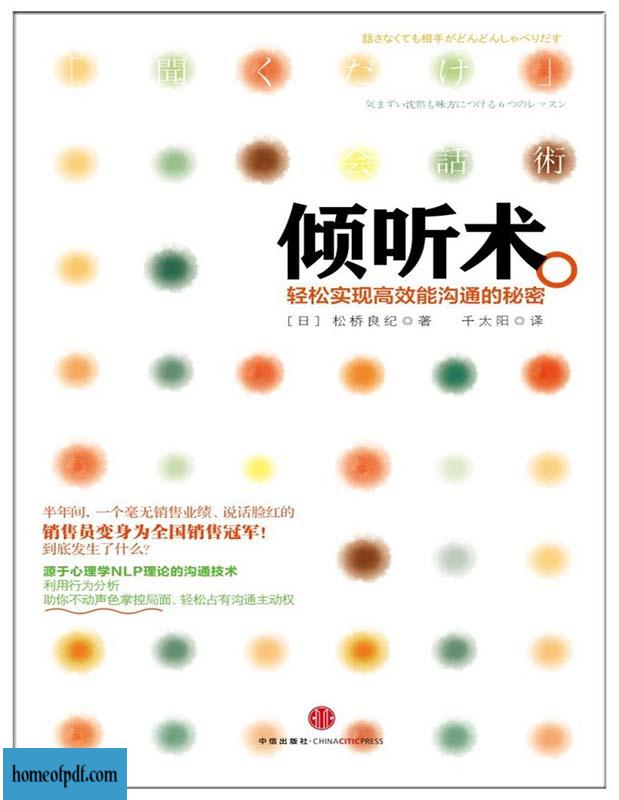 話さなくても相手がどんどんしゃべりだす
「聞くだけ」
気まずい沈黙も味方につける6つのレッスン
会話術
倾听术。
轻松实现高效能沟通的秘密
［日］松桥良纪◎著 千太阳◎译
半年间，一个毫无销售业绩、说话脸红的
销售员变身为全国销售冠军！
到底发生了什么？
源于心理学NLP理论的沟通技术
利用行为分析
助你不动声色掌控局面、轻松占有沟通主动权
中信出版社·CHINACITICPRESS
homeofpdf.com